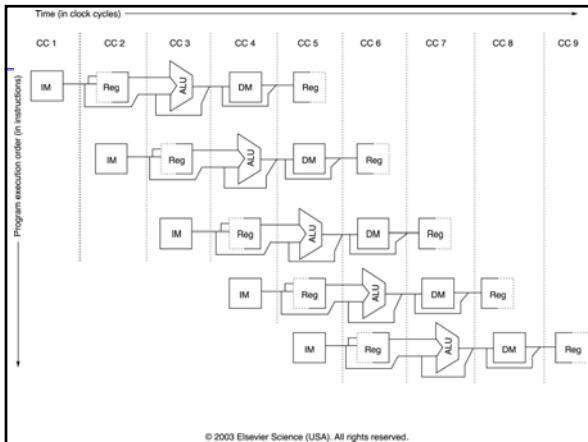 Time (in clock cycles)
CC 1 CC 2 CC 3 CC 4 CC 5 CC 6 CC 7 CC 8 CC 9
Program execution order (in instructions)
IM Reg ALU DM Reg
IM Reg ALU DM Reg
IM Reg ALU DM Reg
IM Reg ALU DM Reg
IM Reg ALU DM Reg
© 2003 Elsevier Science (USA). All rights reserved.